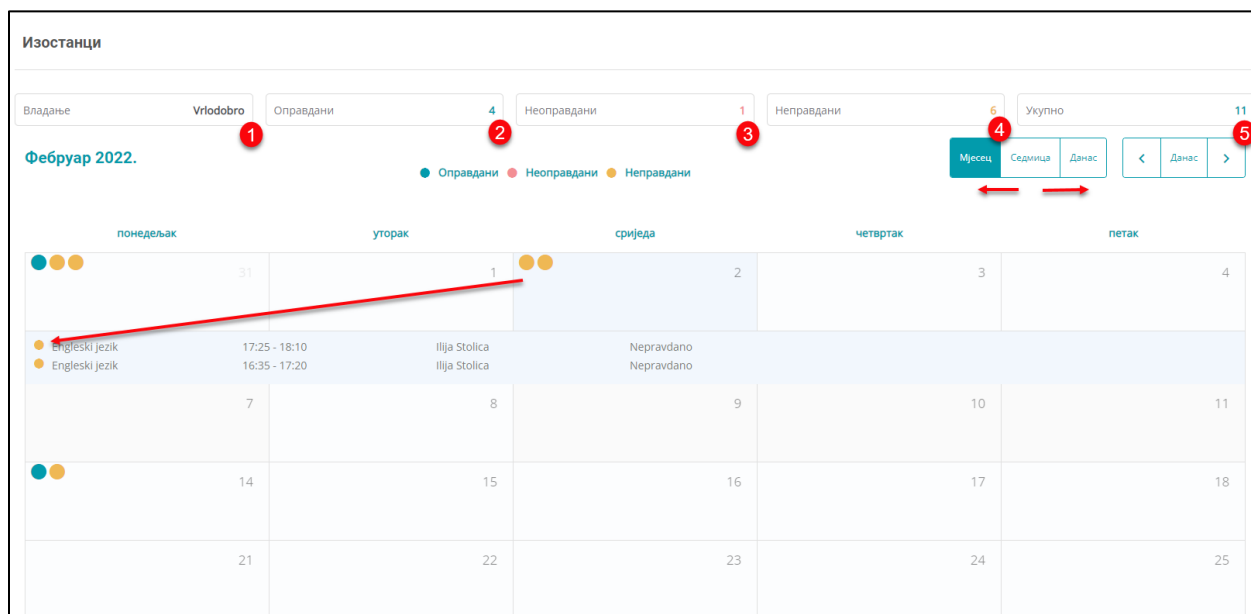 Изостанци
Владање Vrlodobro Оправдани 4 Неоправдани 1 Неправдани 6 Укупно 11
1 2 3 4 5
Фебруар 2022.
Оправдани Неоправдани Неправдани
Мјесец Седмица Данас < Данас >
понедељак уторак сриједа четвртак петак
31 1 2 3 4
Engleski jezik 17:25 - 18:10 Ilija Stolica Nepravdano
Engleski jezik 16:35 - 17:20 Ilija Stolica Nepravdano
7 8 9 10 11
14 15 16 17 18
21 22 23 24 25